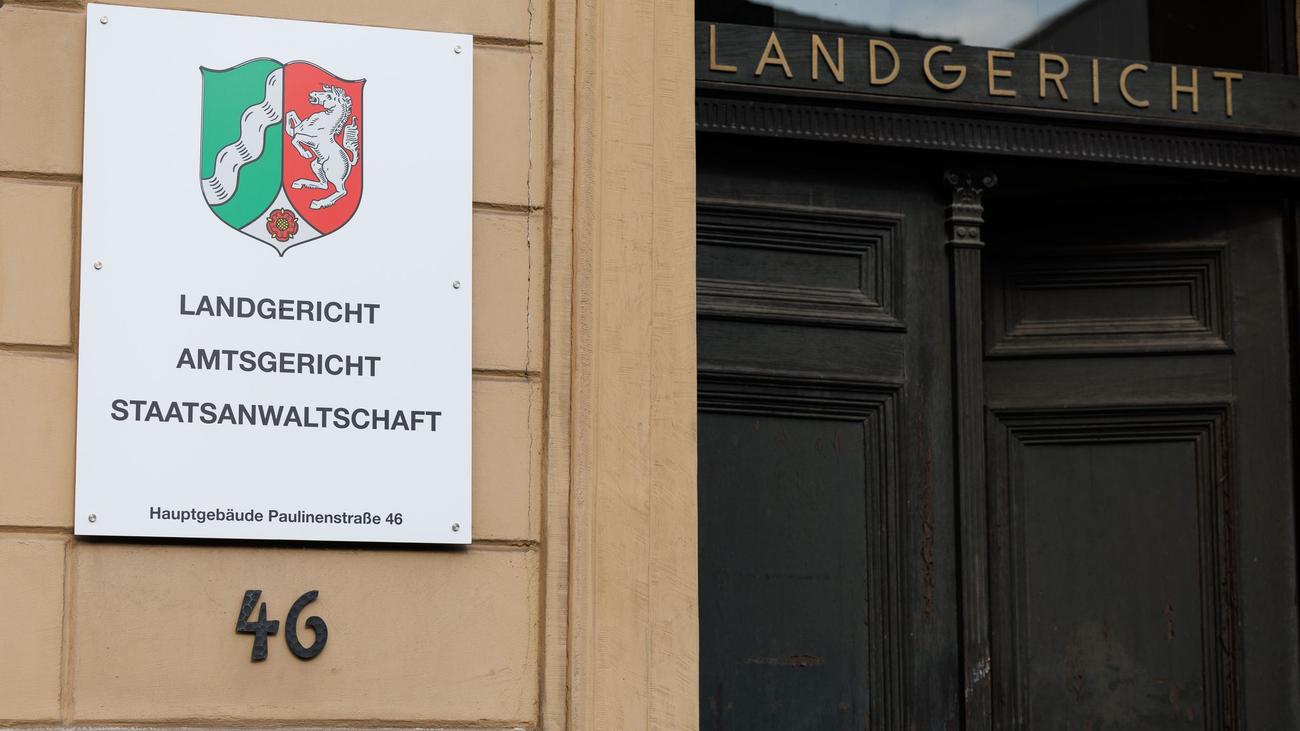 LANDGERICHT
AMTSGERICHT
STAATSANWALTSCHAFT
Hauptgebäude Paulinenstraße 46
46
LANDGERICHT